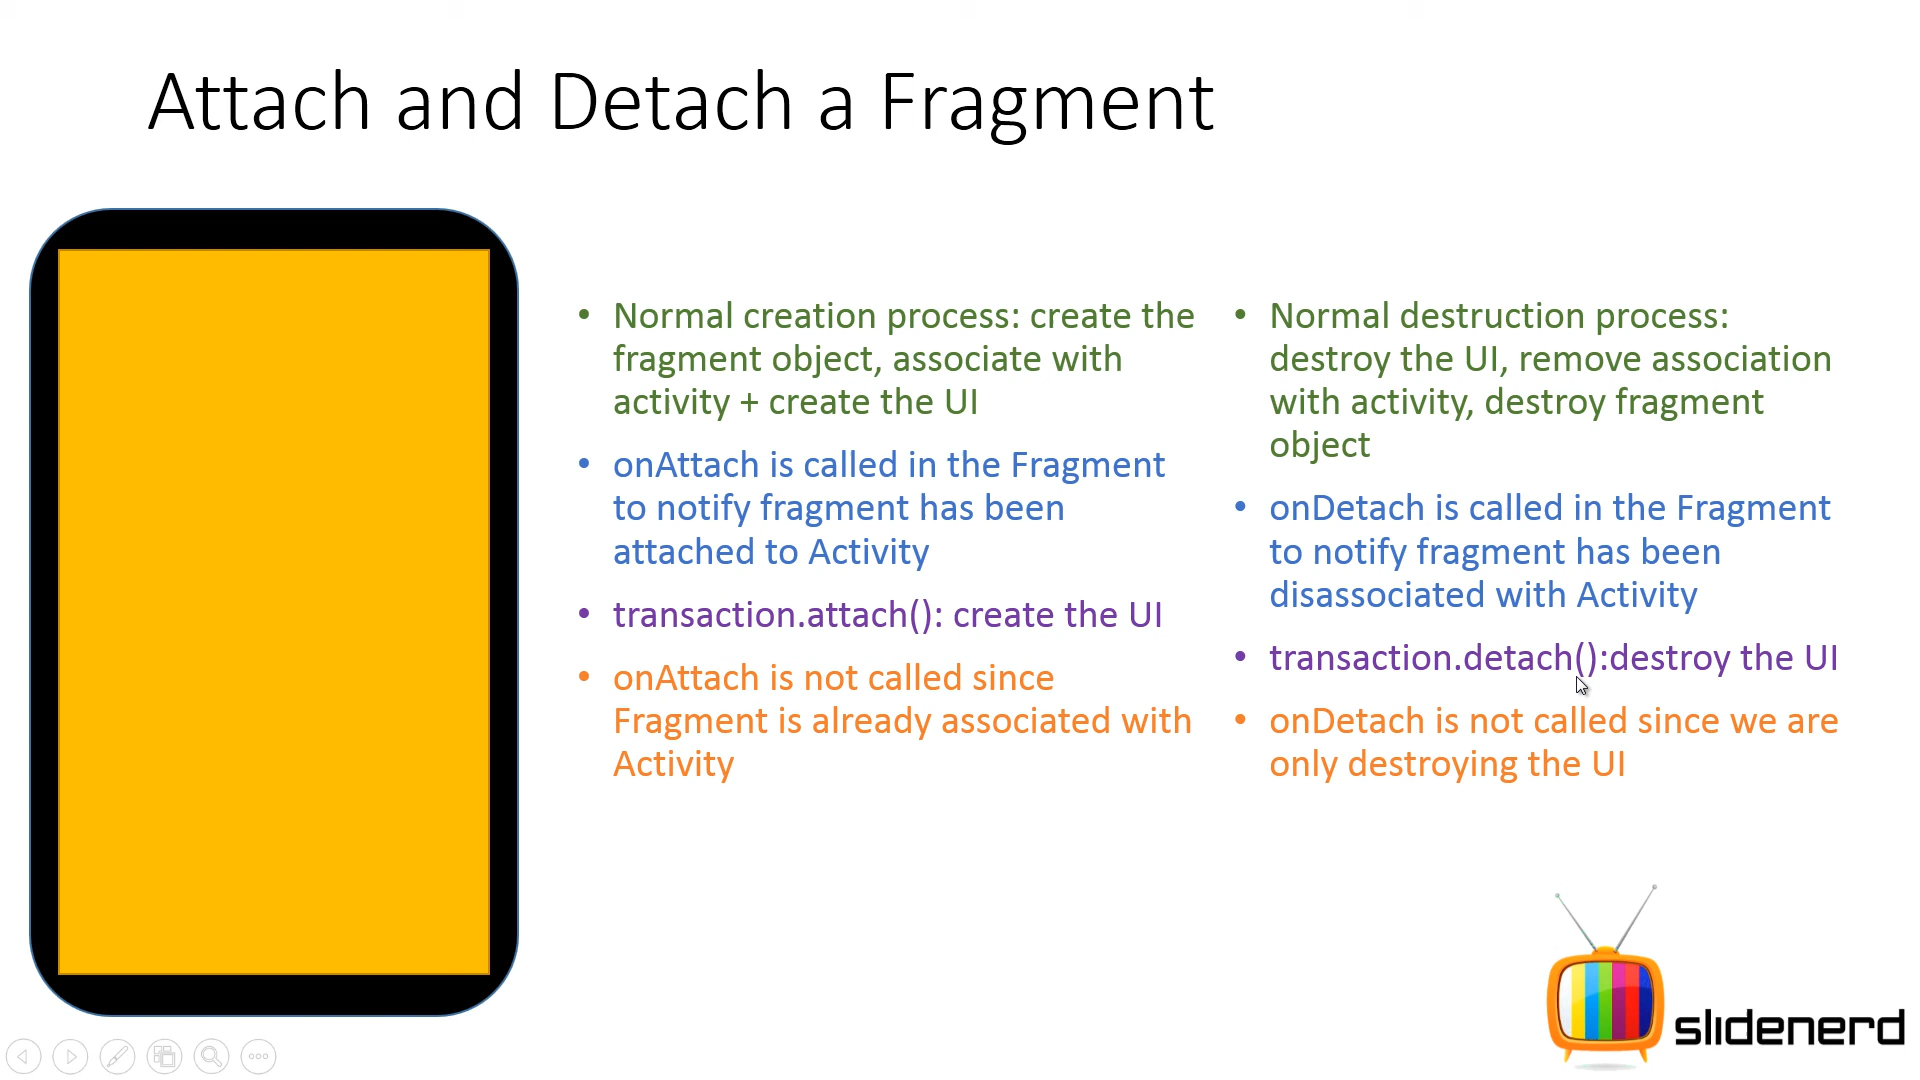 Attach and Detach a Fragment
• Normal creation process: create the
fragment object, associate with
activity + create the UI
• onAttach is called in the Fragment
to notify fragment has been
attached to Activity
• transaction.attach(): create the UI
• onAttach is not called since
Fragment is already associated with
Activity
• Normal destruction process:
destroy the UI, remove association
with activity, destroy fragment
object
• onDetach is called in the Fragment
to notify fragment has been
disassociated with Activity
• transaction.detach():destroy the UI
• onDetach is not called since we are
only destroying the UI
slidenerd